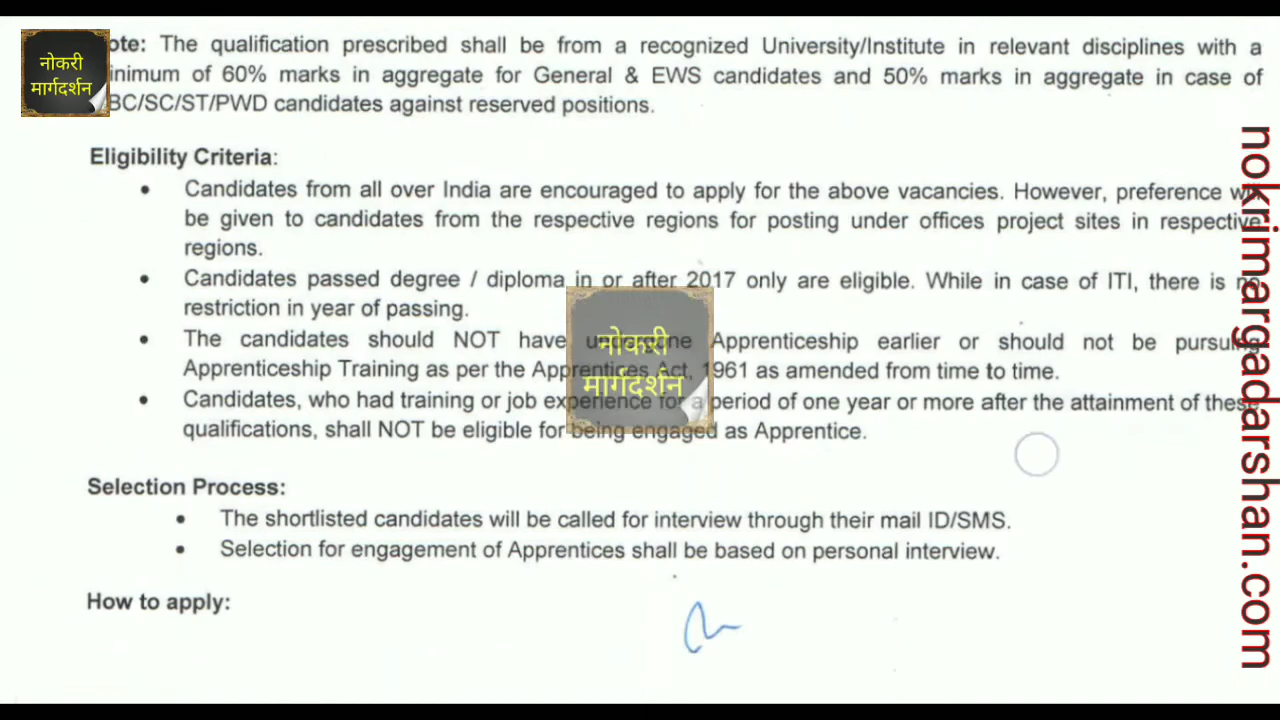 नोकरी
मार्गदर्शन
ote: The qualification prescribed shall be from a recognized University/Institute in relevant disciplines with a
inimum of 60% marks in aggregate for General & EWS candidates and 50% marks in aggregate in case of
BC/SC/ST/PWD candidates against reserved positions.
Eligibility Criteria:
• Candidates from all over India are encouraged to apply for the above vacancies. However, preference will
be given to candidates from the respective regions for posting under offices project sites in respective
regions.
• Candidates passed degree / diploma in or after 2017 only are eligible. While in case of ITI, there is no
restriction in year of passing.
• The candidates should NOT have undergone Apprenticeship earlier or should not be pursuing
Apprenticeship Training as per the Apprentices Act, 1961 as amended from time to time.
• Candidates, who had training or job experience for a period of one year or more after the attainment of these
qualifications, shall NOT be eligible for being engaged as Apprentice.
नोकरी
मार्गदर्शन
Selection Process:
• The shortlisted candidates will be called for interview through their mail ID/SMS.
• Selection for engagement of Apprentices shall be based on personal interview.
How to apply:
nokrimargadarshan.com